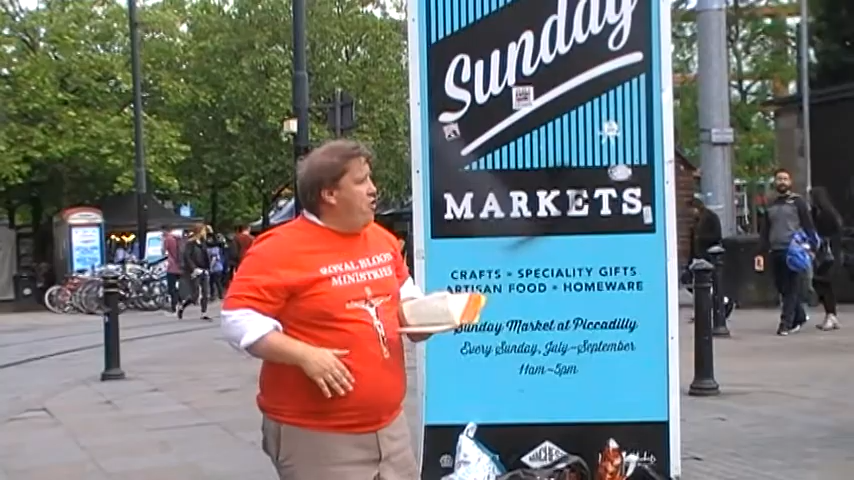 Sunday
MARKETS
CRAFTS • SPECIALITY GIFTS
ARTISAN FOOD • HOMEWARE
Sunday Market at Piccadilly
Every Sunday, July - September
11am-5pm
ROYAL BLOOD
MINISTRIES